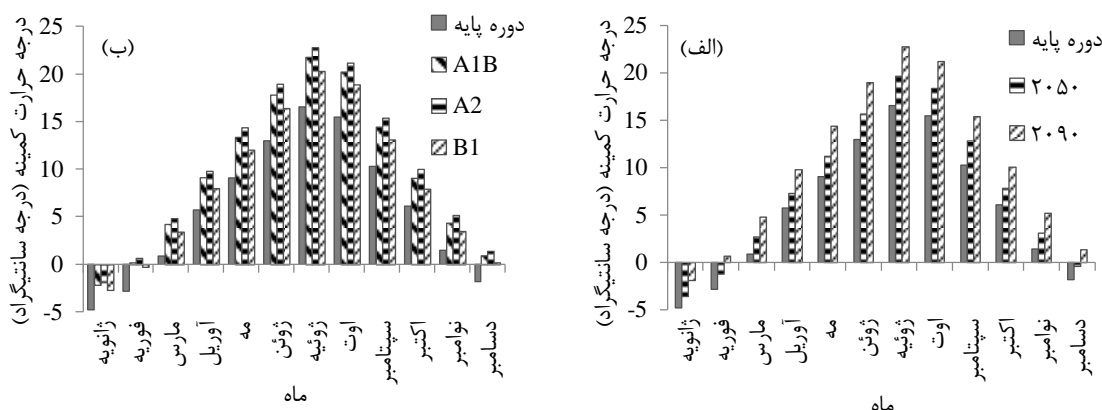 (الف)
دوره پایه
۲۰۵۰
۲۰۹۰
درجه حرارت کمینه (درجه سانتیگراد)
25
20
15
10
5
0
-5
ژانویه
فوریه
مارس
آوریل
مه
ژوئن
ژوئیه
اوت
سپتامبر
اکتبر
نوامبر
دسامبر
ماه
(ب)
دوره پایه
A1B
A2
B1
درجه حرارت کمینه (درجه سانتیگراد)
25
20
15
10
5
0
-5
ژانویه
فوریه
مارس
آوریل
مه
ژوئن
ژوئیه
اوت
سپتامبر
اکتبر
نوامبر
دسامبر
ماه